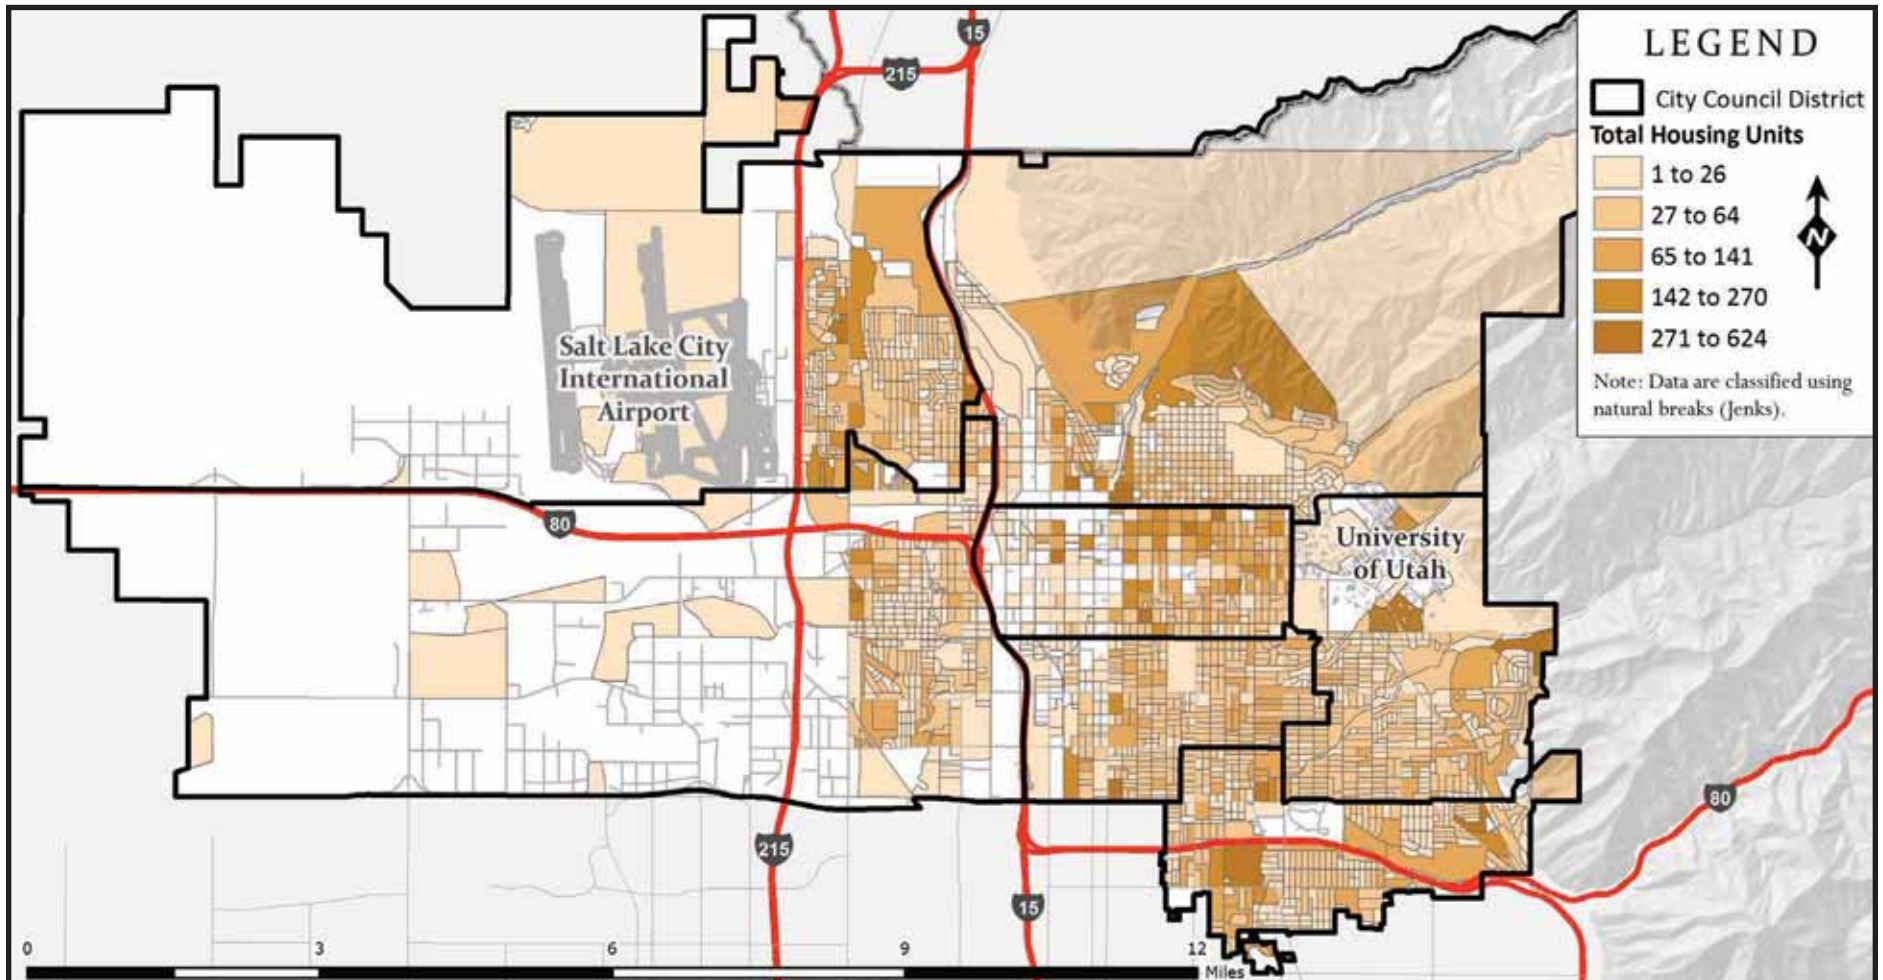 15
215
LEGEND
City Council District
Total Housing Units
1 to 26
27 to 64
65 to 141
142 to 270
271 to 624
N
Note: Data are classified using
natural breaks (Jenks).
Salt Lake City
International
Airport
80
University
of Utah
80
215
15
0 3 6 9 12
Miles